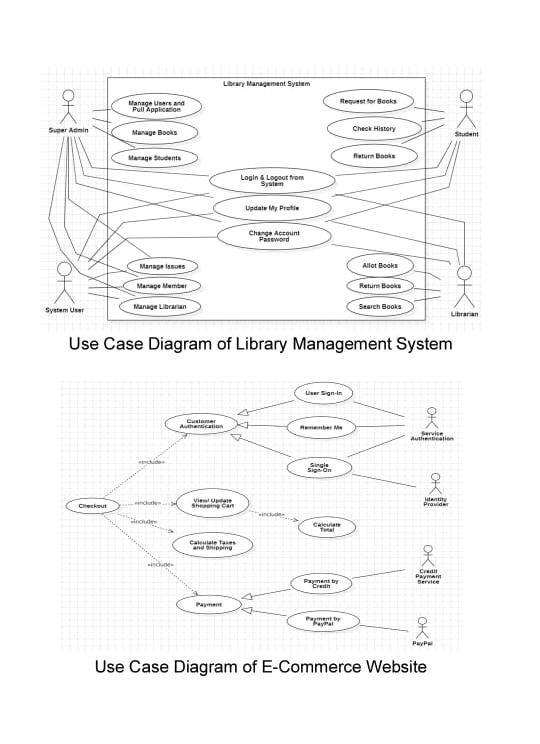 Library Management System
Manage Users and
Pull Application
Request for Books
Super Admin
Manage Books
Check History
Student
Manage Students
Return Books
Login & Logout from
System
Update My Profile
Change Account
Password
Manage Issues
Allot Books
Manage Member
Return Books
System User
Manage Librarian
Search Books
Librarian
Use Case Diagram of Library Management System
User Sign-In
Customer
Authentication
Remember Me
Service
Authentication
«include»
Single
Sign-On
Identity
Provider
Checkout
«include»
View/ Update
Shopping Cart
«include»
Calculate
Total
«include»
Calculate Taxes
and Shipping
«include»
Payment by
Credit
Credit
Payment
Service
Payment
Payment by
PayPal
PayPal
Use Case Diagram of E-Commerce Website